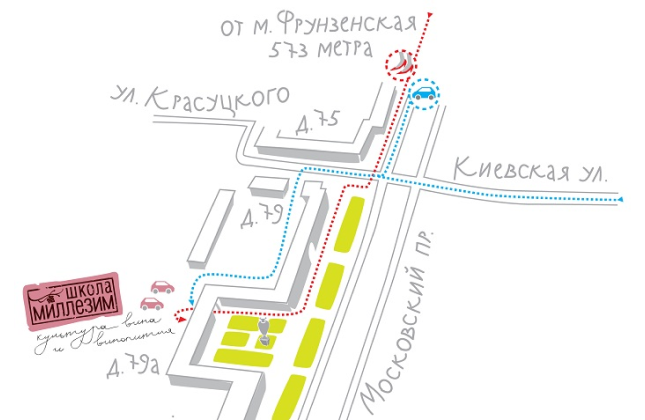 от м. Фрунзенская
573 метра
ул. Красуцкого
д. 75
Киевская ул.
д. 79
школа
МИЛЛЕЗИМ
культура вина
и винопития
д. 79а
Московский пр.